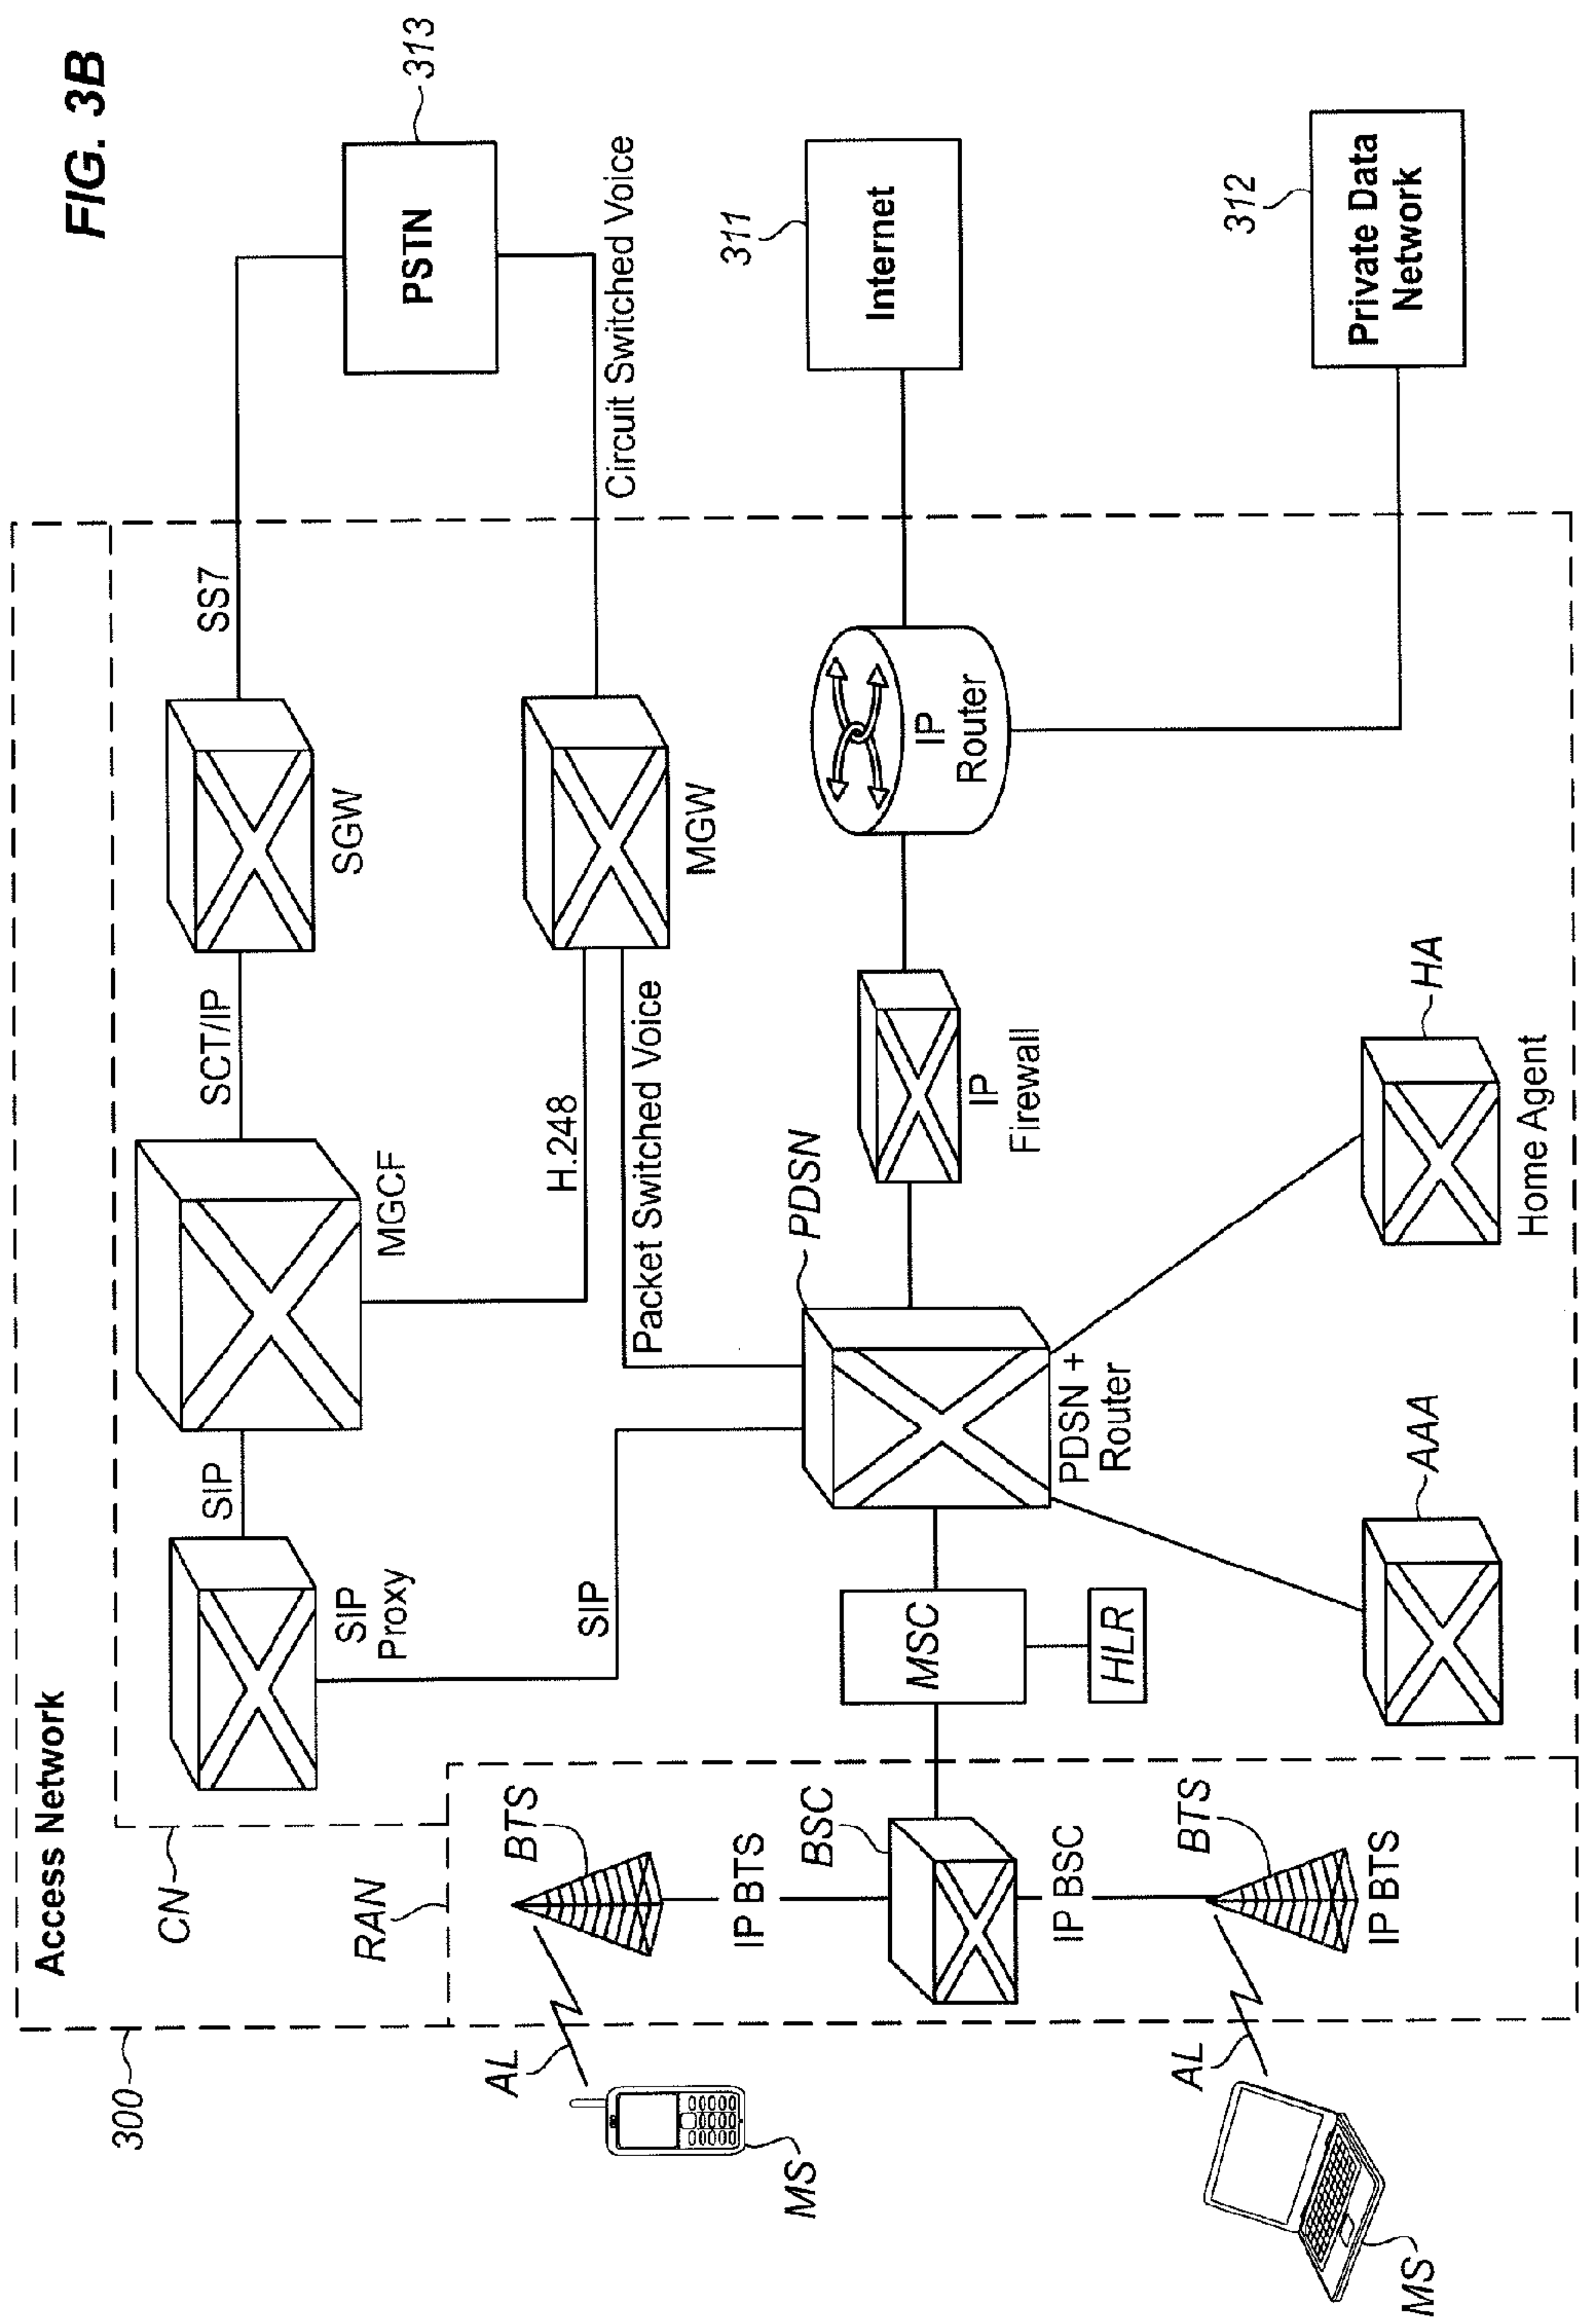 FIG. 3B
Access Network
300
CN
RAN
SIP
Proxy
SIP
MGCF
SCT/IP
SGW
SS7
PSTN
313
SIP
H.248
Packet Switched Voice
MGW
Circuit Switched Voice
AL
MS
BTS
IP BTS
BSC
IP BSC
BTS
IP BTS
AL
MS
MSC
HLR
PDSN
PDSN +
Router
IP
Firewall
IP
Router
Internet
311
AAA
HA
Home Agent
Private Data
Network
312